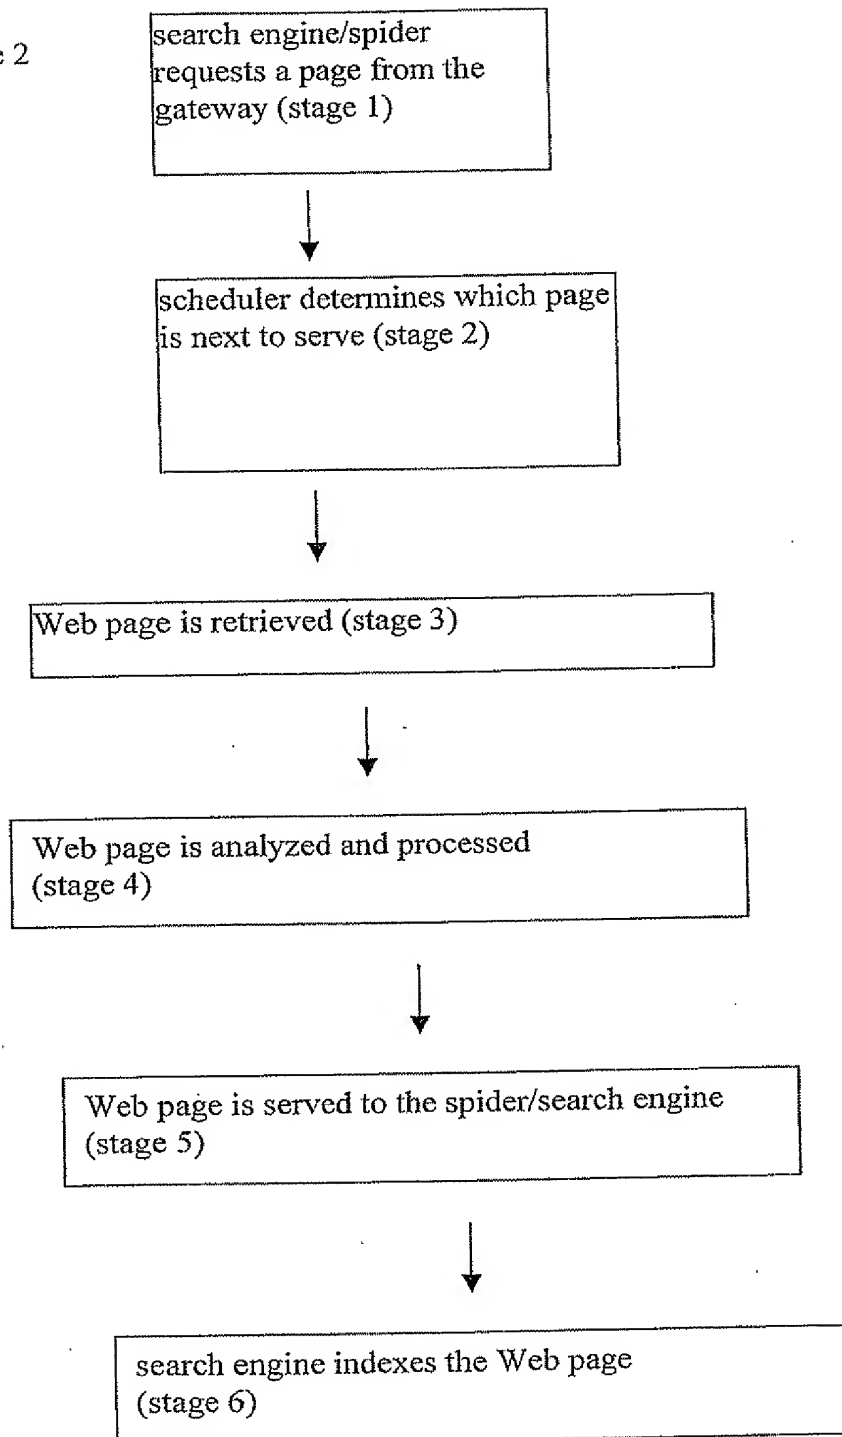 2
search engine/spider
requests a page from the
gateway (stage 1)
scheduler determines which page
is next to serve (stage 2)
Web page is retrieved (stage 3)
Web page is analyzed and processed
(stage 4)
Web page is served to the spider/search engine
(stage 5)
search engine indexes the Web page
(stage 6)